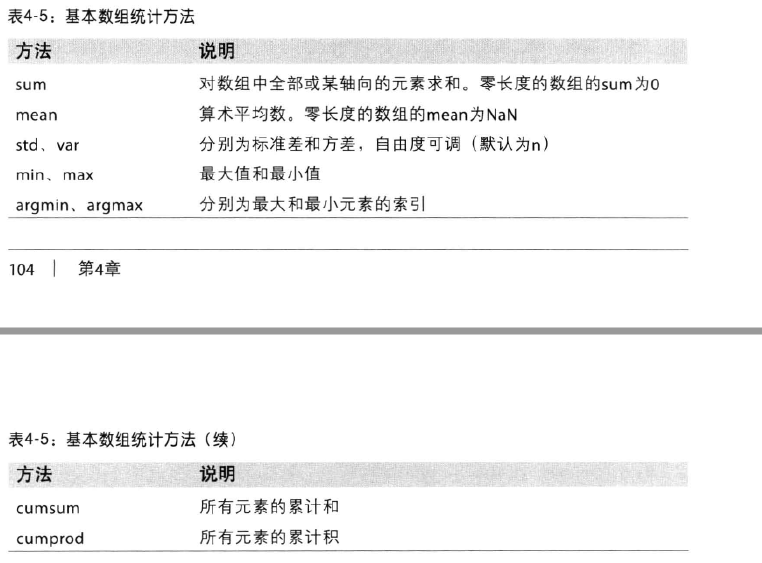 表4-5：基本数组统计方法
方法 说明
sum 对数组中全部或某轴向的元素求和。零长度的数组的sum为0
mean 算术平均数。零长度的数组的mean为NaN
std、var 分别为标准差和方差，自由度可调（默认为n）
min、max 最大值和最小值
argmin、argmax 分别为最大和最小元素的索引
104 | 第4章
表4-5：基本数组统计方法（续）
方法 说明
cumsum 所有元素的累计和
cumprod 所有元素的累计积